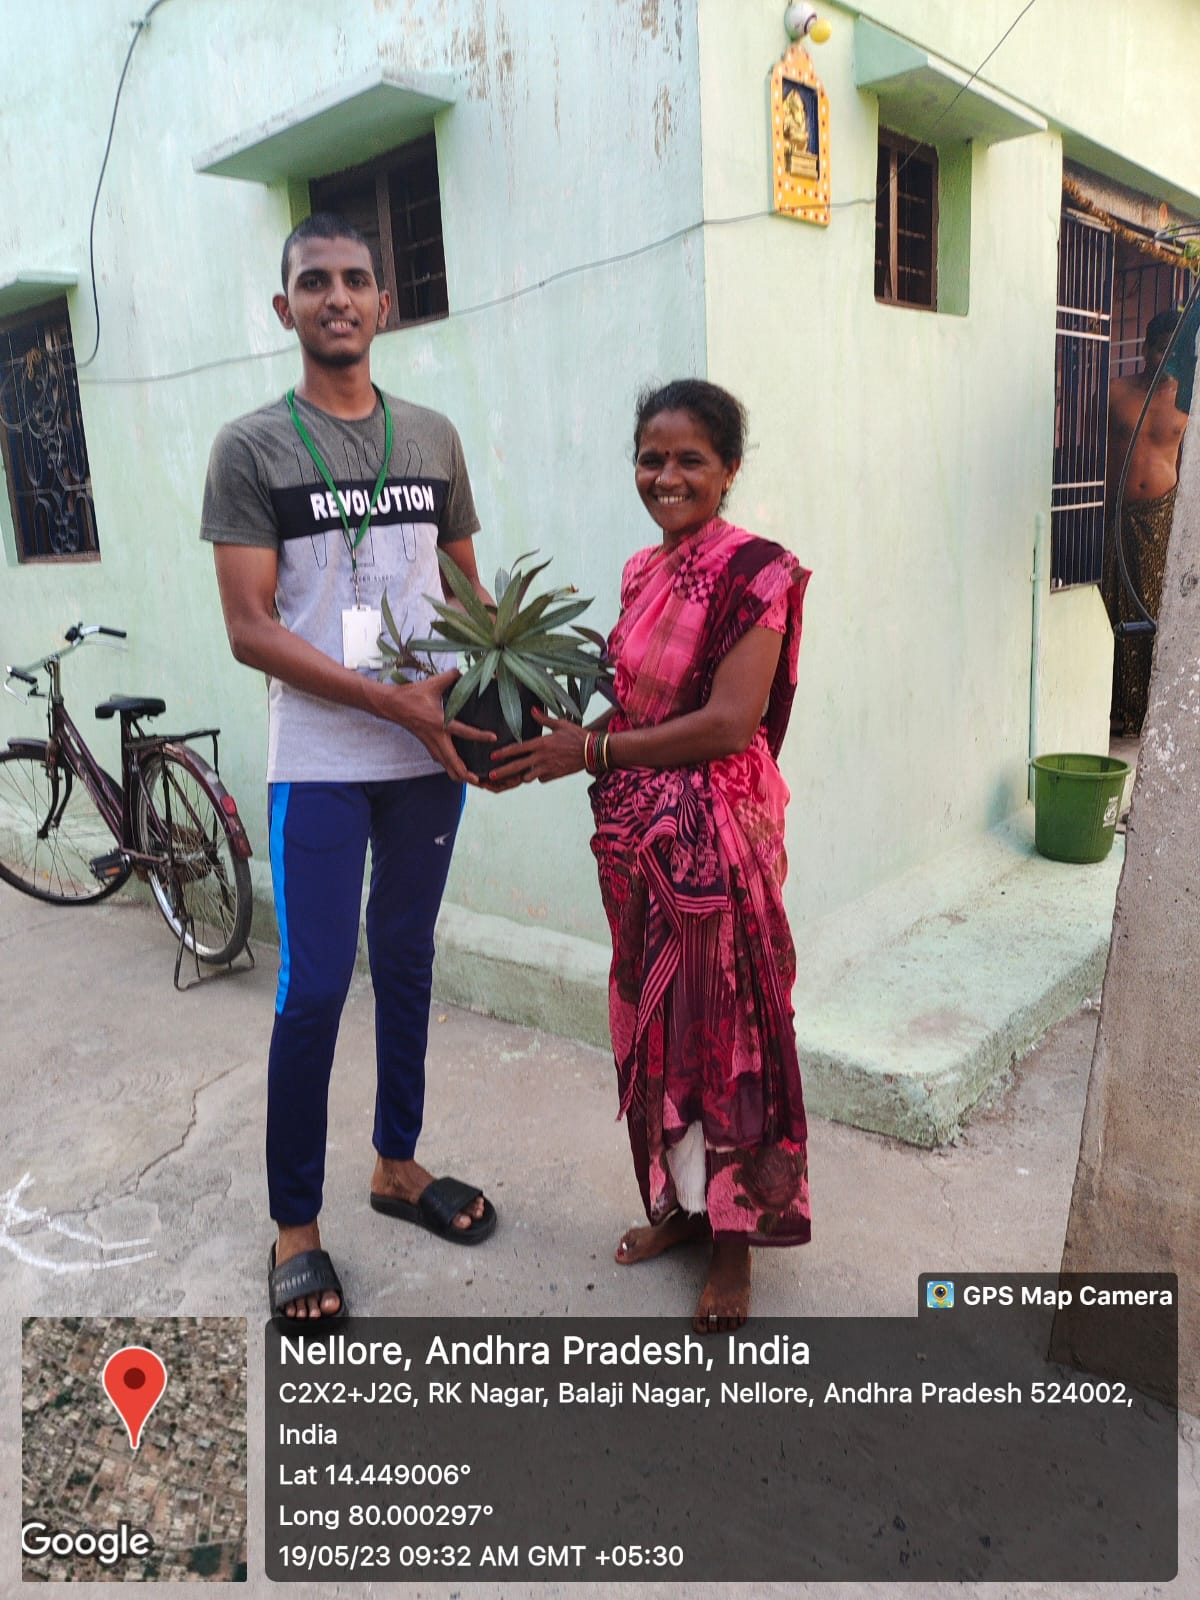 REVOLUTION
GPS Map Camera
Nellore, Andhra Pradesh, India
C2X2+J2G, RK Nagar, Balaji Nagar, Nellore, Andhra Pradesh 524002,
India
Lat 14.449006°
Long 80.000297°
19/05/23 09:32 AM GMT +05:30
Google